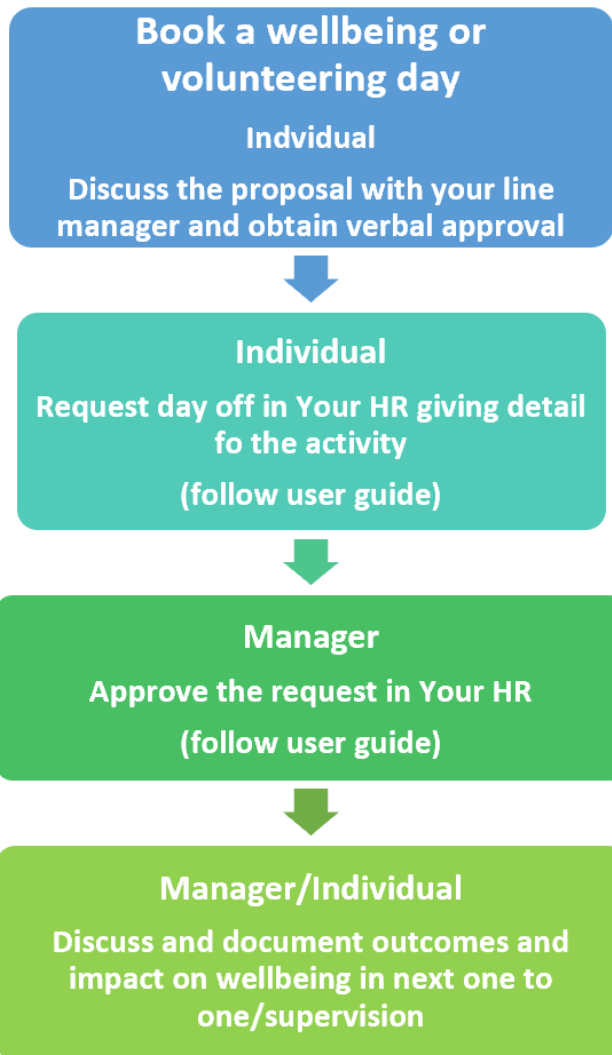 Book a wellbeing or
volunteering day
Indvidual
Discuss the proposal with your line
manager and obtain verbal approval
Individual
Request day off in Your HR giving detail
fo the activity
(follow user guide)
Manager
Approve the request in Your HR
(follow user guide)
Manager/Individual
Discuss and document outcomes and
impact on wellbeing in next one to
one/supervision